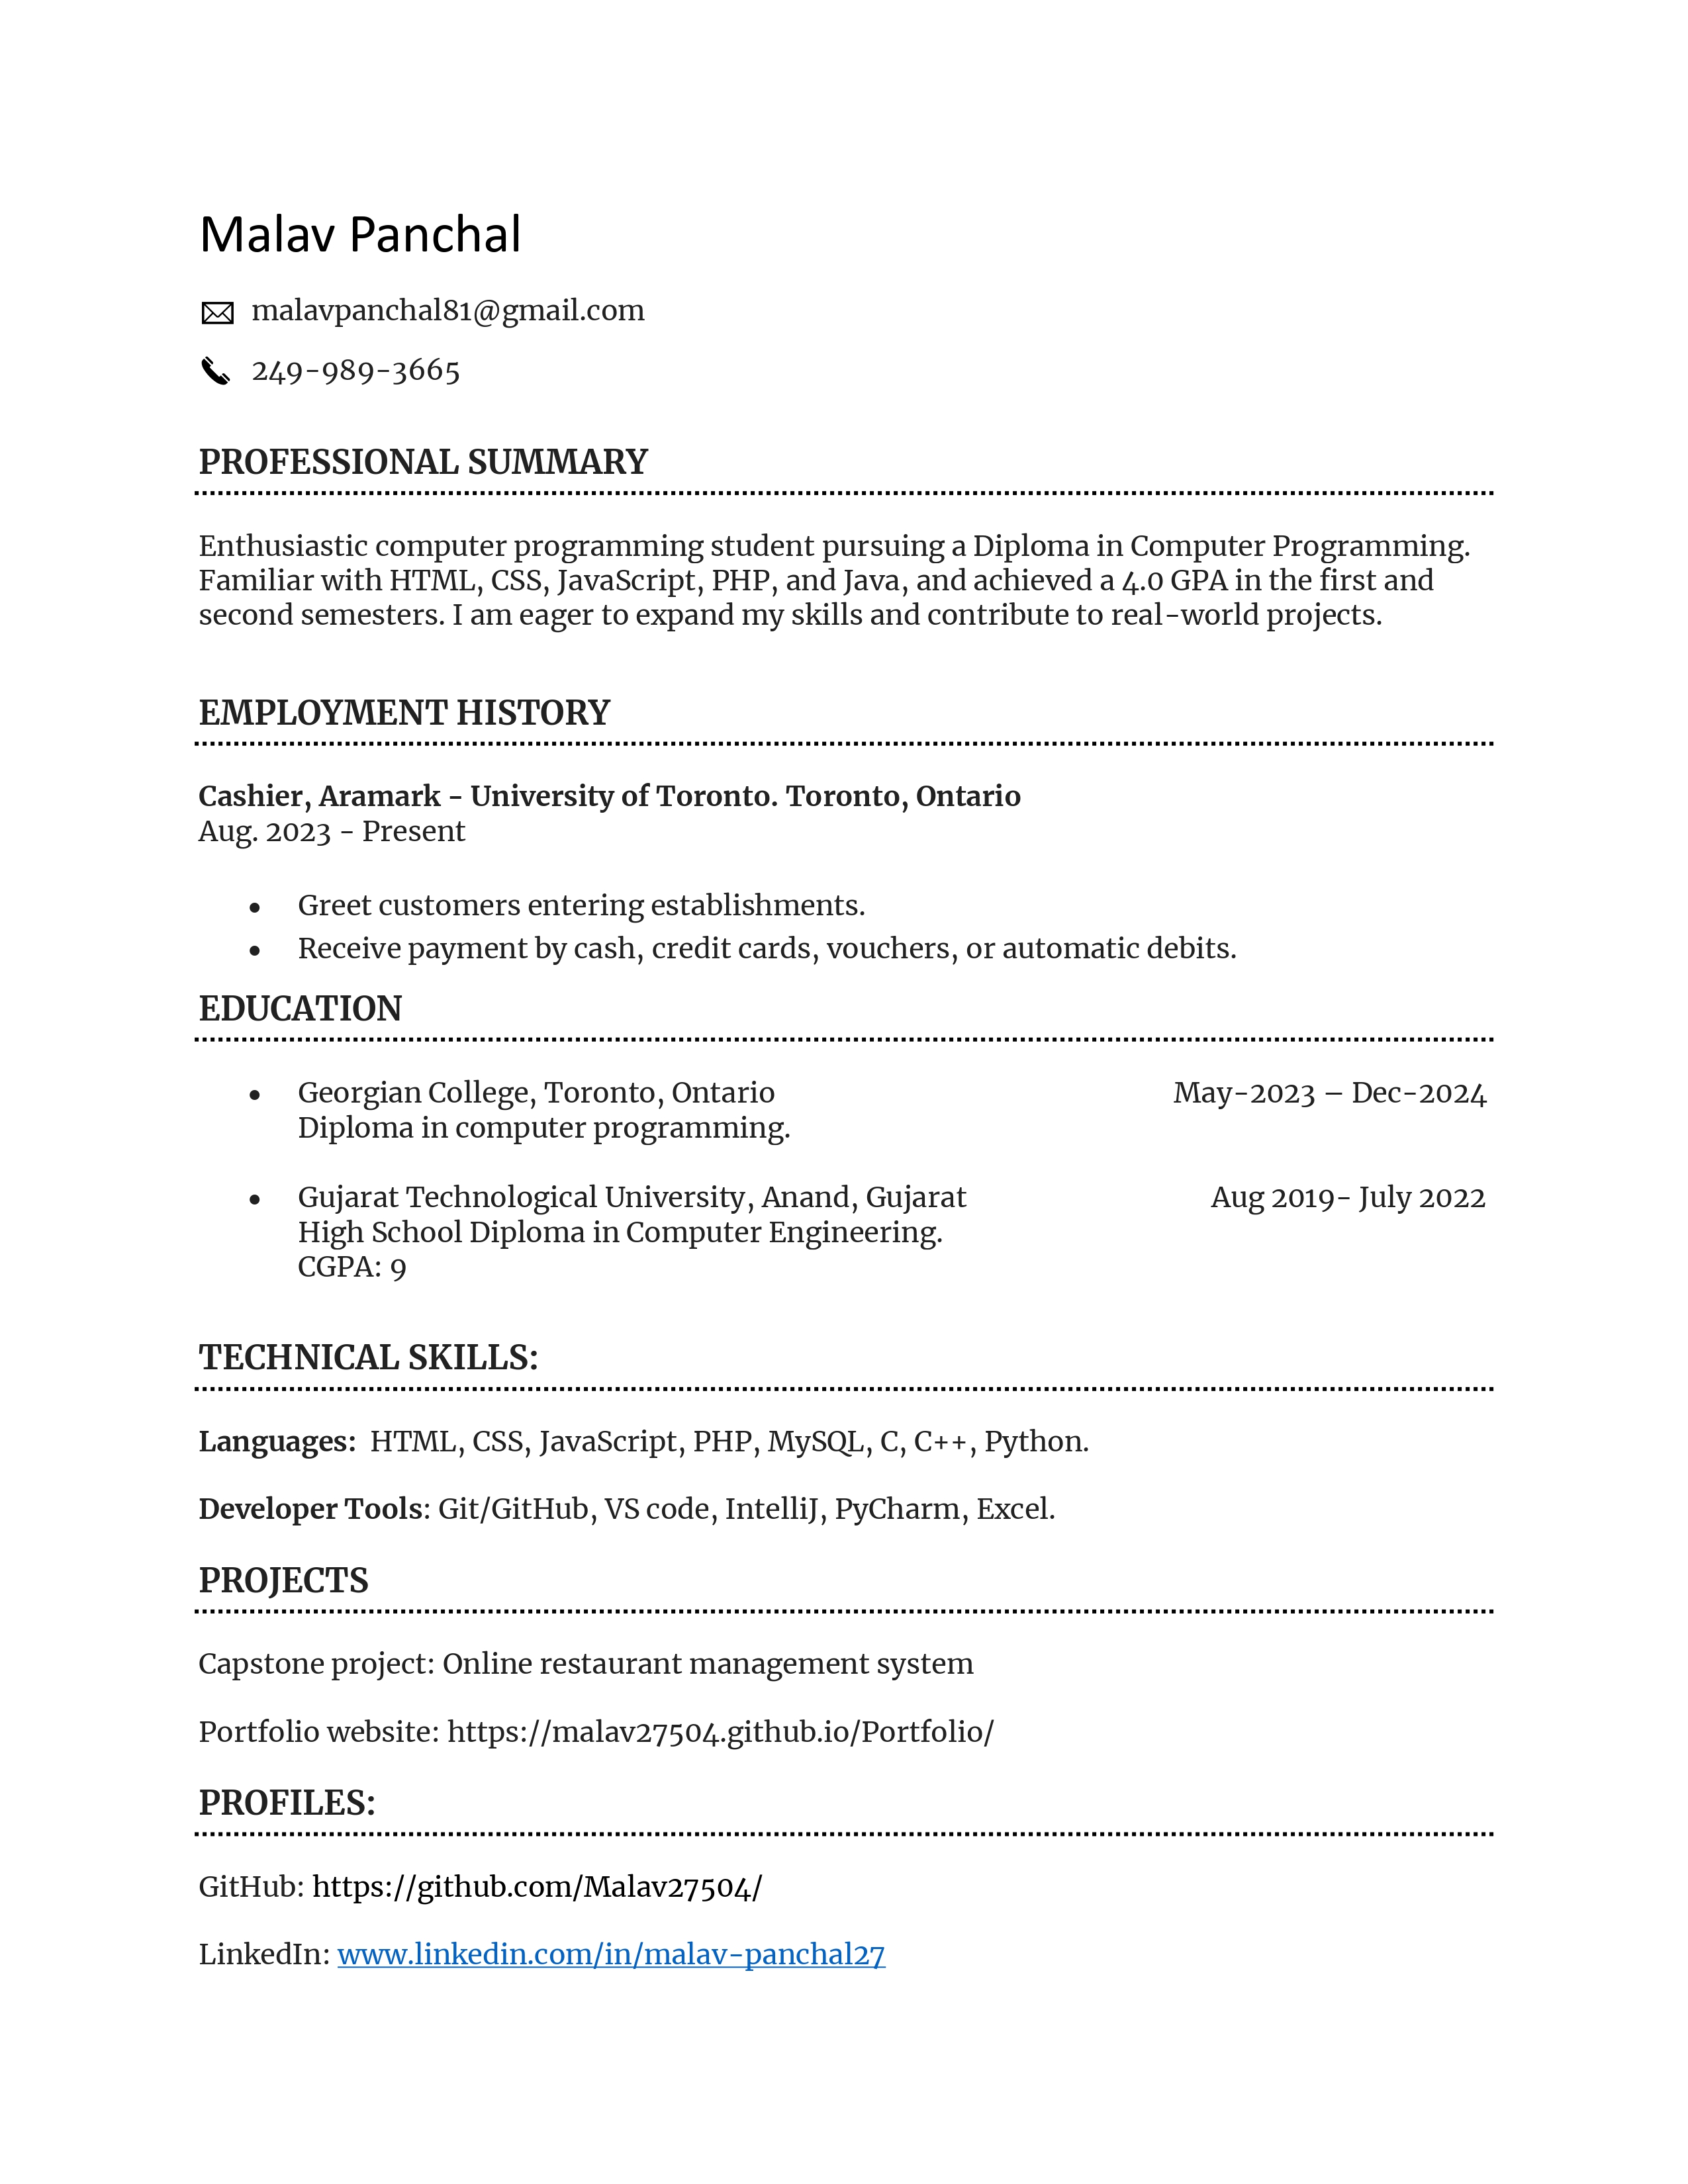 Malav Panchal
malavpanchal81@gmail.com
249-989-3665
PROFESSIONAL SUMMARY
Enthusiastic computer programming student pursuing a Diploma in Computer Programming.
Familiar with HTML, CSS, JavaScript, PHP, and Java, and achieved a 4.0 GPA in the first and
second semesters. I am eager to expand my skills and contribute to real-world projects.
EMPLOYMENT HISTORY
Cashier, Aramark - University of Toronto. Toronto, Ontario
Aug. 2023 - Present
• Greet customers entering establishments.
• Receive payment by cash, credit cards, vouchers, or automatic debits.
EDUCATION
• Georgian College, Toronto, Ontario May-2023 – Dec-2024
Diploma in computer programming.
• Gujarat Technological University, Anand, Gujarat Aug 2019- July 2022
High School Diploma in Computer Engineering.
CGPA: 9
TECHNICAL SKILLS:
Languages: HTML, CSS, JavaScript, PHP, MySQL, C, C++, Python.
Developer Tools: Git/GitHub, VS code, IntelliJ, PyCharm, Excel.
PROJECTS
Capstone project: Online restaurant management system
Portfolio website: https://malav27504.github.io/Portfolio/
PROFILES:
GitHub: https://github.com/Malav27504/
LinkedIn: www.linkedin.com/in/malav-panchal27